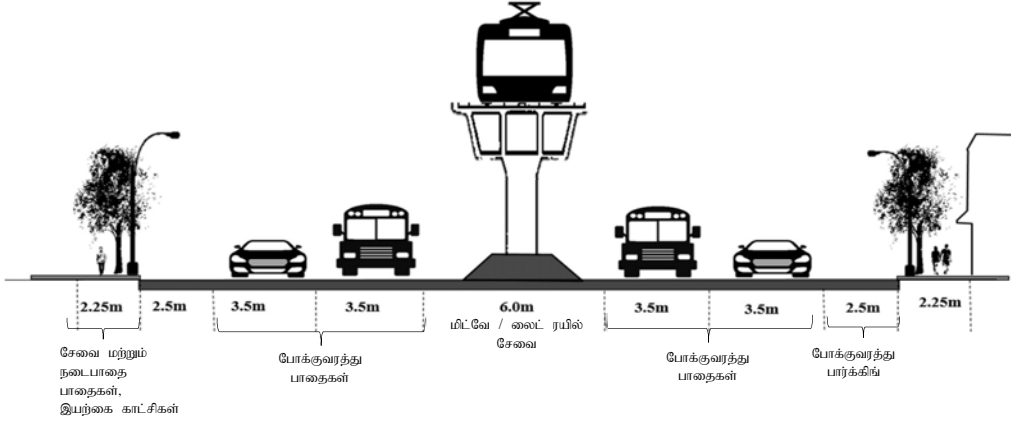 2.25m 2.5m 3.5m 3.5m 6.0m 3.5m 3.5m 2.5m 2.25m
மிட்வே / லைட் ரயில்
சேவை
சேவை மற்றும்
நடைபாதை
பாதைகள்,
இயற்கை காட்சிகள்
போக்குவரத்து
பாதைகள்
போக்குவரத்து
பாதைகள்
போக்குவரத்து
பார்க்கிங்